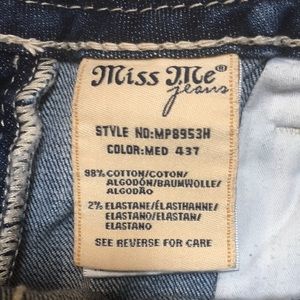 Miss Me®
jeans
STYLE NO:MP8953H
COLOR:MED 437
98% COTTON/COTON/
ALGODÓN/BAUMWOLLE/
ALGODÃO
2% ELASTANE/ÉLASTHANNE/
ELASTANO/ELASTAN/
ELASTANO
SEE REVERSE FOR CARE